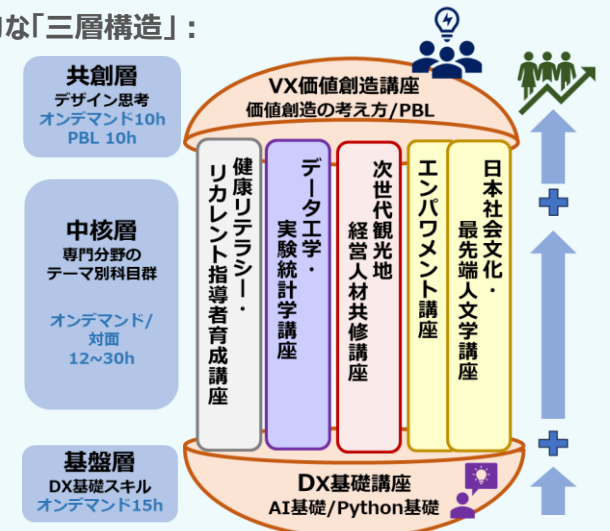 的な「三層構造」:
共創層
デザイン思考
オンデマンド10h
PBL 10h
VX価値創造講座
価値創造の考え方/PBL
中核層
専門分野の
テーマ別科目群
オンデマンド/
対面
12~30h
健康リテラシー・
リカレント指導者育成講座
データ工学・
実験統計学講座
次世代観光地
経営人材共修講座
エンパワメント講座
日本社会文化・
最先端人文学講座
基盤層
DX基礎スキル
オンデマンド15h
DX基礎講座
AI基礎/Python基礎